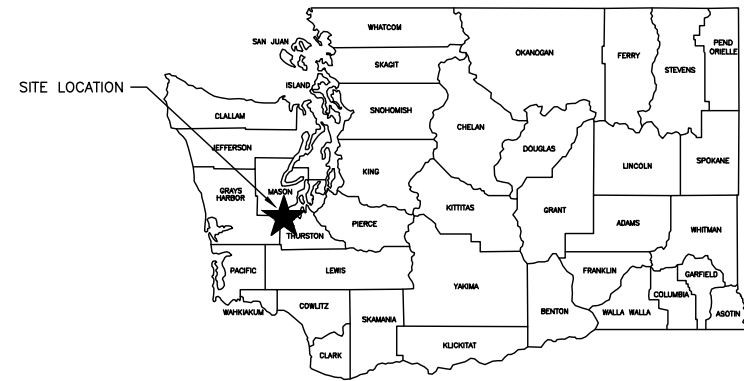 WHATCOM
PEND
ORIELLE
SAN JUAN
OKANOGAN
FERRY
STEVENS
SKAGIT
SITE LOCATION
ISLAND
SNOHOMISH
CLALLAM
CHELAN
DOUGLAS
JEFFERSON
LINCOLN
SPOKANE
KING
GRAYS
HARBOR
MASON
KITTITAS
GRANT
PIERCE
ADAMS
WHITMAN
THURSTON
PACIFIC
LEWIS
YAKIMA
FRANKLIN
GARFIELD
COLUMBIA
WAHKIAKUM
COWLITZ
SKAMANIA
BENTON
WALLA WALLA
ASOTIN
CLARK
KLICKITAT